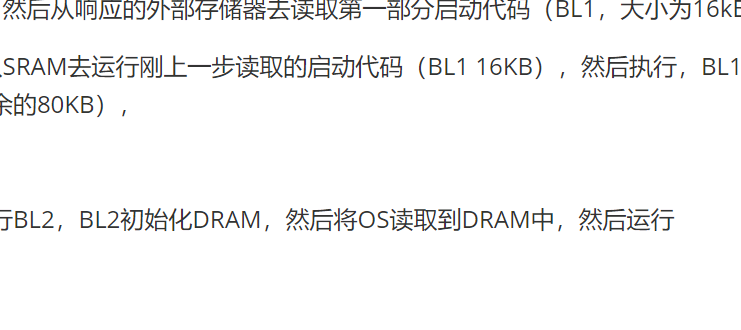 然后从响应的外部存储器去读取第一部分启动代码（BL1，大小为16kB
SRAM去运行刚上一步读取的启动代码（BL1 16KB），然后执行，BL1
余的80KB），
行BL2，BL2初始化DRAM，然后将OS读取到DRAM中，然后运行